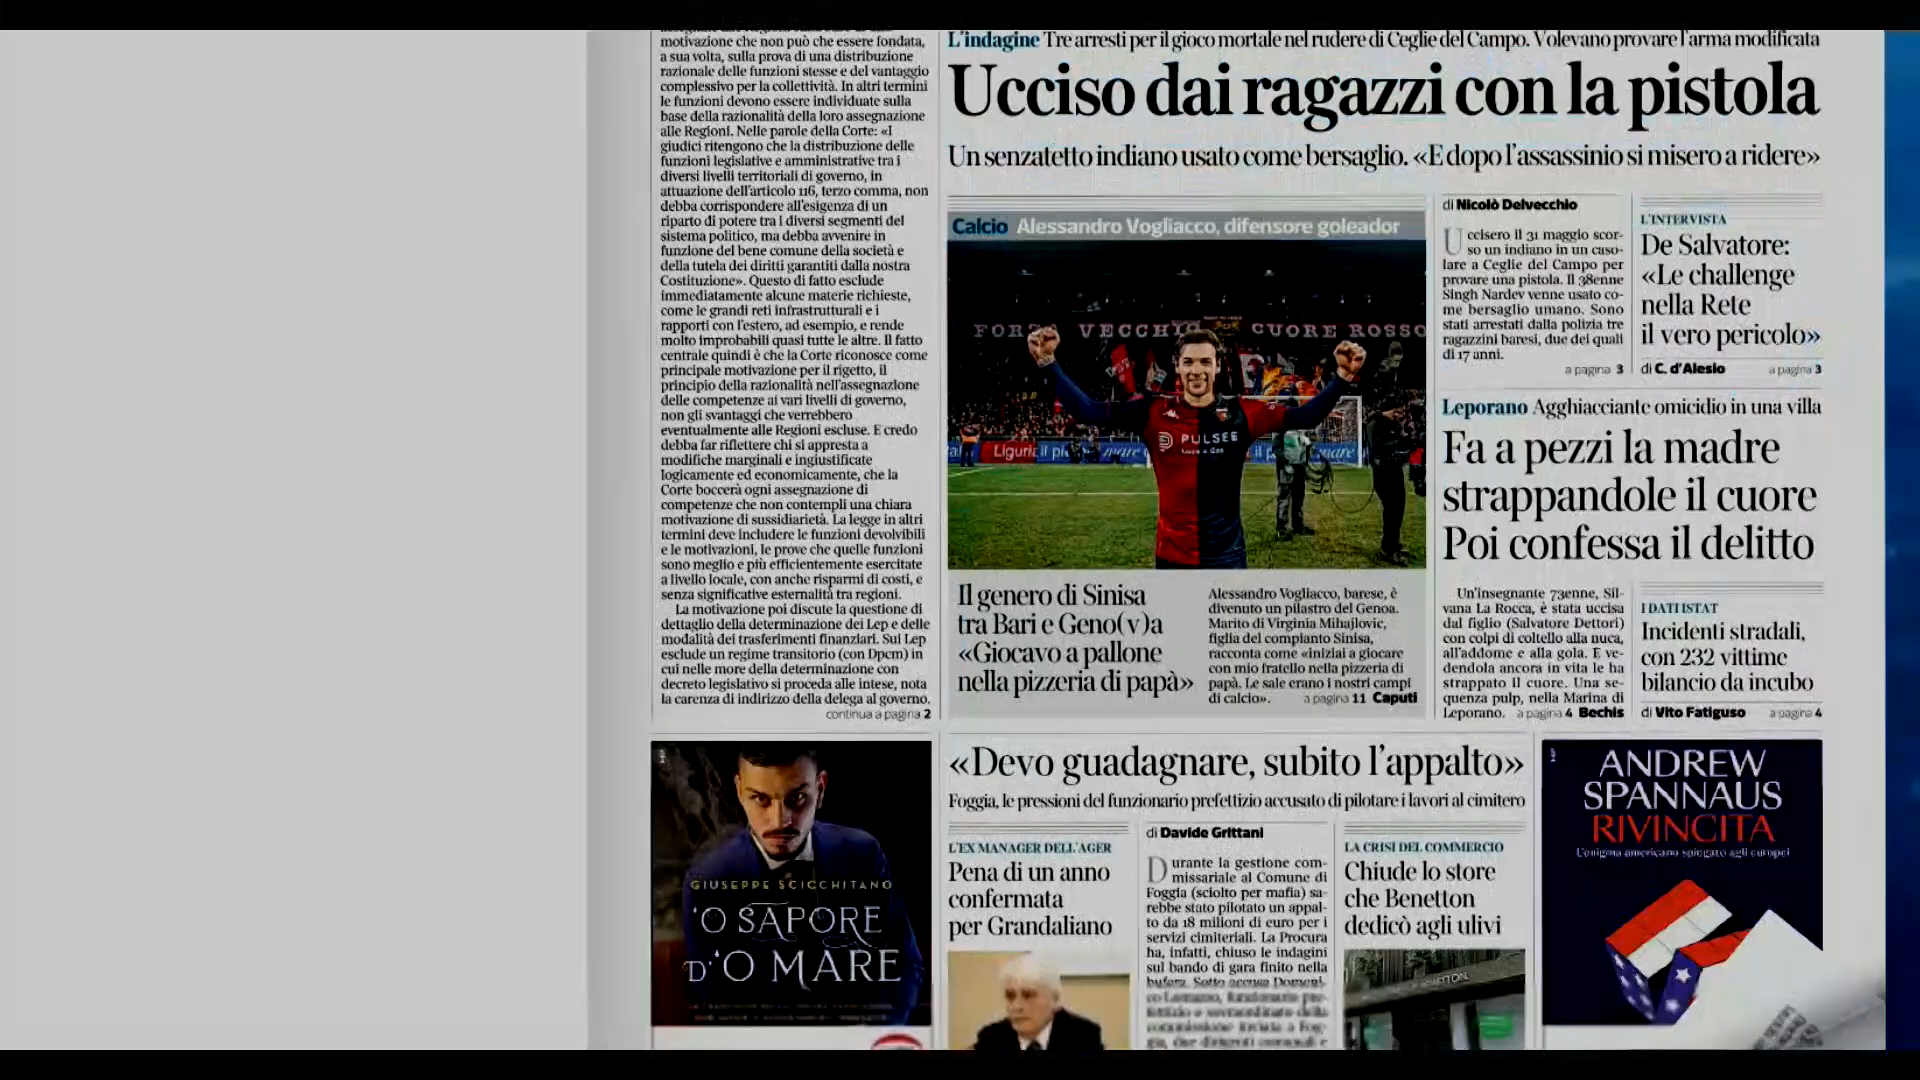 motivazione che non può che essere fondata,
a sua volta, sulla prova di una distribuzione
razionale delle funzioni stesse e del vantaggio
complessivo per la collettività. In altri termini
le funzioni devono essere individuate sulla
base della razionalità della loro assegnazione
alle Regioni. Nelle parole della Corte: «I
giudici ritengono che la distribuzione delle
funzioni legislative e amministrative tra i
diversi livelli territoriali di governo, in
attuazione dell'articolo 116, terzo comma, non
debba corrispondere all'esigenza di un
riparto di potere tra i diversi segmenti del
sistema politico, ma debba avvenire in
funzione del bene comune della società e
della tutela dei diritti garantiti dalla nostra
Costituzione». Questo di fatto esclude
immediatamente alcune materie richieste,
come le grandi reti infrastrutturali e i
rapporti con l'estero, ad esempio, e rende
molto improbabili quasi tutte le altre. Il fatto
centrale quindi è che la Corte riconosce come
principale motivazione per il rigetto, il
principio della razionalità nell'assegnazione
delle competenze ai vari livelli di governo,
non gli svantaggi che verrebbero
eventualmente alle Regioni escluse. E credo
debba far riflettere chi si appresta a
modifiche marginali e ingiustificate
logicamente ed economicamente, che la
Corte boccerà ogni assegnazione di
competenze che non contempli una chiara
motivazione di sussidiarietà. La legge in altri
termini deve includere le funzioni devolvibili
e le motivazioni, le prove che quelle funzioni
sono meglio e più efficientemente esercitate
a livello locale, con anche risparmi di costi, e
senza significative esternalità tra regioni.
La motivazione poi discute la questione di
dettaglio della determinazione dei Lep e delle
modalità dei trasferimenti finanziari. Sui Lep
esclude un regime transitorio (con Dpcm) in
cui nelle more della determinazione con
decreto legislativo si proceda alle intese, nota
la carenza di indirizzo della delega al governo.
continua a pagina 2
L'indagine Tre arresti per il gioco mortale nel rudere di Ceglie del Campo. Volevano provare l'arma modificata
Ucciso dai ragazzi con la pistola
Un senzatetto indiano usato come bersaglio. «E dopo l'assassinio si misero a ridere»
Calcio Alessandro Vogliacco, difensore goleador
VECCHIO
CUORE ROSSO
PULSEE
Luce e Gas
mare
Il genero di Sinisa
tra Bari e Geno(v)a
«Giocavo a pallone
nella pizzeria di papà»
Alessandro Vogliacco, barese, è
divenuto un pilastro del Genoa.
Marito di Virginia Mihajlovic,
figlia del compianto Sinisa,
racconta come «iniziai a giocare
con mio fratello nella pizzeria di
papà. Le sale erano i nostri campi
di calcio». a pagina 11 Caputi
di Nicolò Delvecchio
Uccisero il 31 maggio scor-
so un indiano in un caso-
lare a Ceglie del Campo per
provare una pistola. Il 38enne
Singh Nardev venne usato co-
me bersaglio umano. Sono
stati arrestati dalla polizia tre
ragazzini baresi, due dei quali
di 17 anni.
a pagina 3
L'INTERVISTA
De Salvatore:
«Le challenge
nella Rete
il vero pericolo»
di C. d'Alesio a pagina 3
Leporano Agghiacciante omicidio in una villa
Fa a pezzi la madre
strappandole il cuore
Poi confessa il delitto
Un'insegnante 73enne, Sil-
vana La Rocca, è stata uccisa
dal figlio (Salvatore Dettori)
con colpi di coltello alla nuca,
all'addome e alla gola. E ve-
dendola ancora in vita le ha
strappato il cuore. Una se-
quenza pulp, nella Marina di
Leporano. a pagina 4 Bechis
I DATI ISTAT
Incidenti stradali,
con 232 vittime
bilancio da incubo
di Vito Fatiguso a pagina 4
GIUSEPPE SCICCHITANO
'O SAPORE
D''O MARE
«Devo guadagnare, subito l'appalto»
Foggia, le pressioni del funzionario prefettizio accusato di pilotare i lavori al cimitero
L'EX MANAGER DELL'AGER
Pena di un anno
confermata
per Grandaliano
di Davide Grittani
Durante la gestione com-
missariale al Comune di
Foggia (sciolto per mafia) sa-
rebbe stato pilotato un appal-
to da 18 milioni di euro per i
servizi cimiteriali. La Procura
ha, infatti, chiuso le indagini
sul bando di gara finito nella
bufera. Sotto accusa Domeni-
LA CRISI DEL COMMERCIO
Chiude lo store
che Benetton
dedicò agli ulivi
ANDREW
SPANNAUS
RIVINCITA
L'enigma americano spiegato agli europei